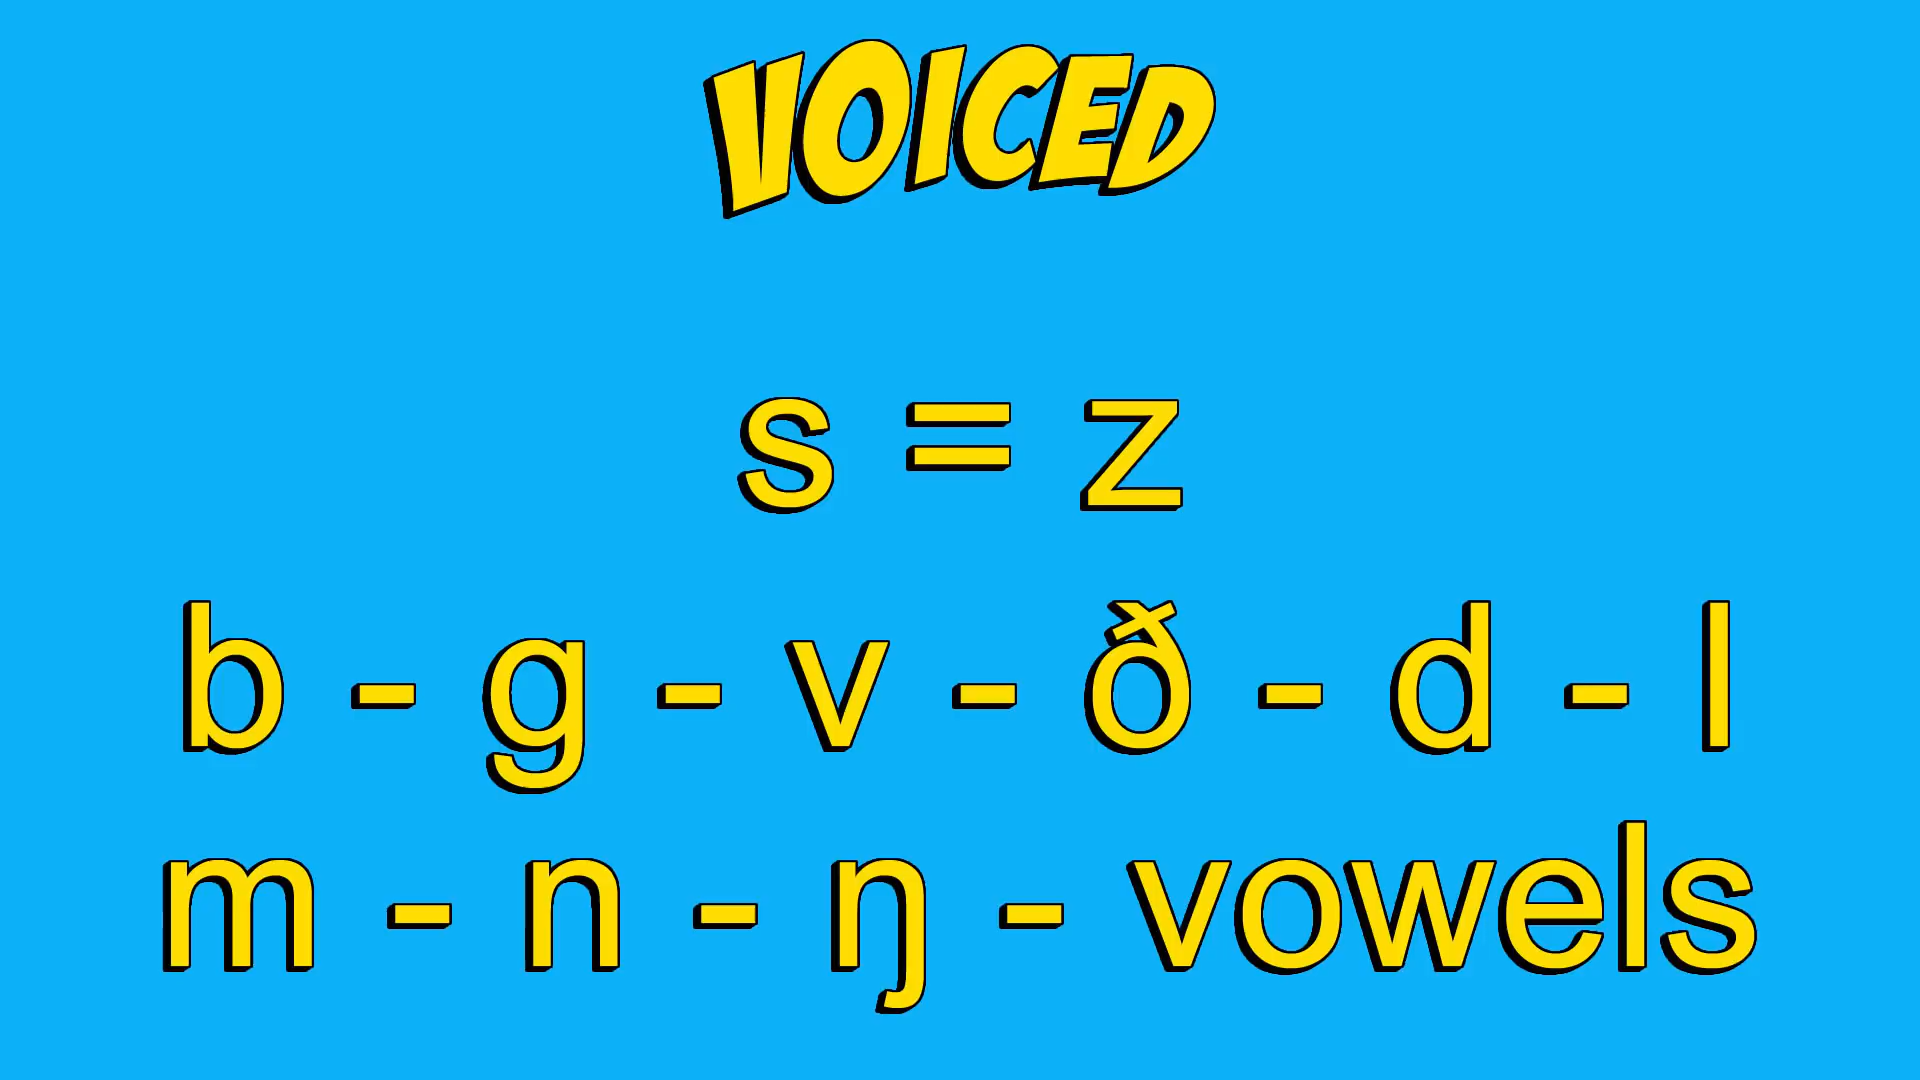 VOICED
s = z
b - g - v - ð - d - l
m - n - ŋ - vowels